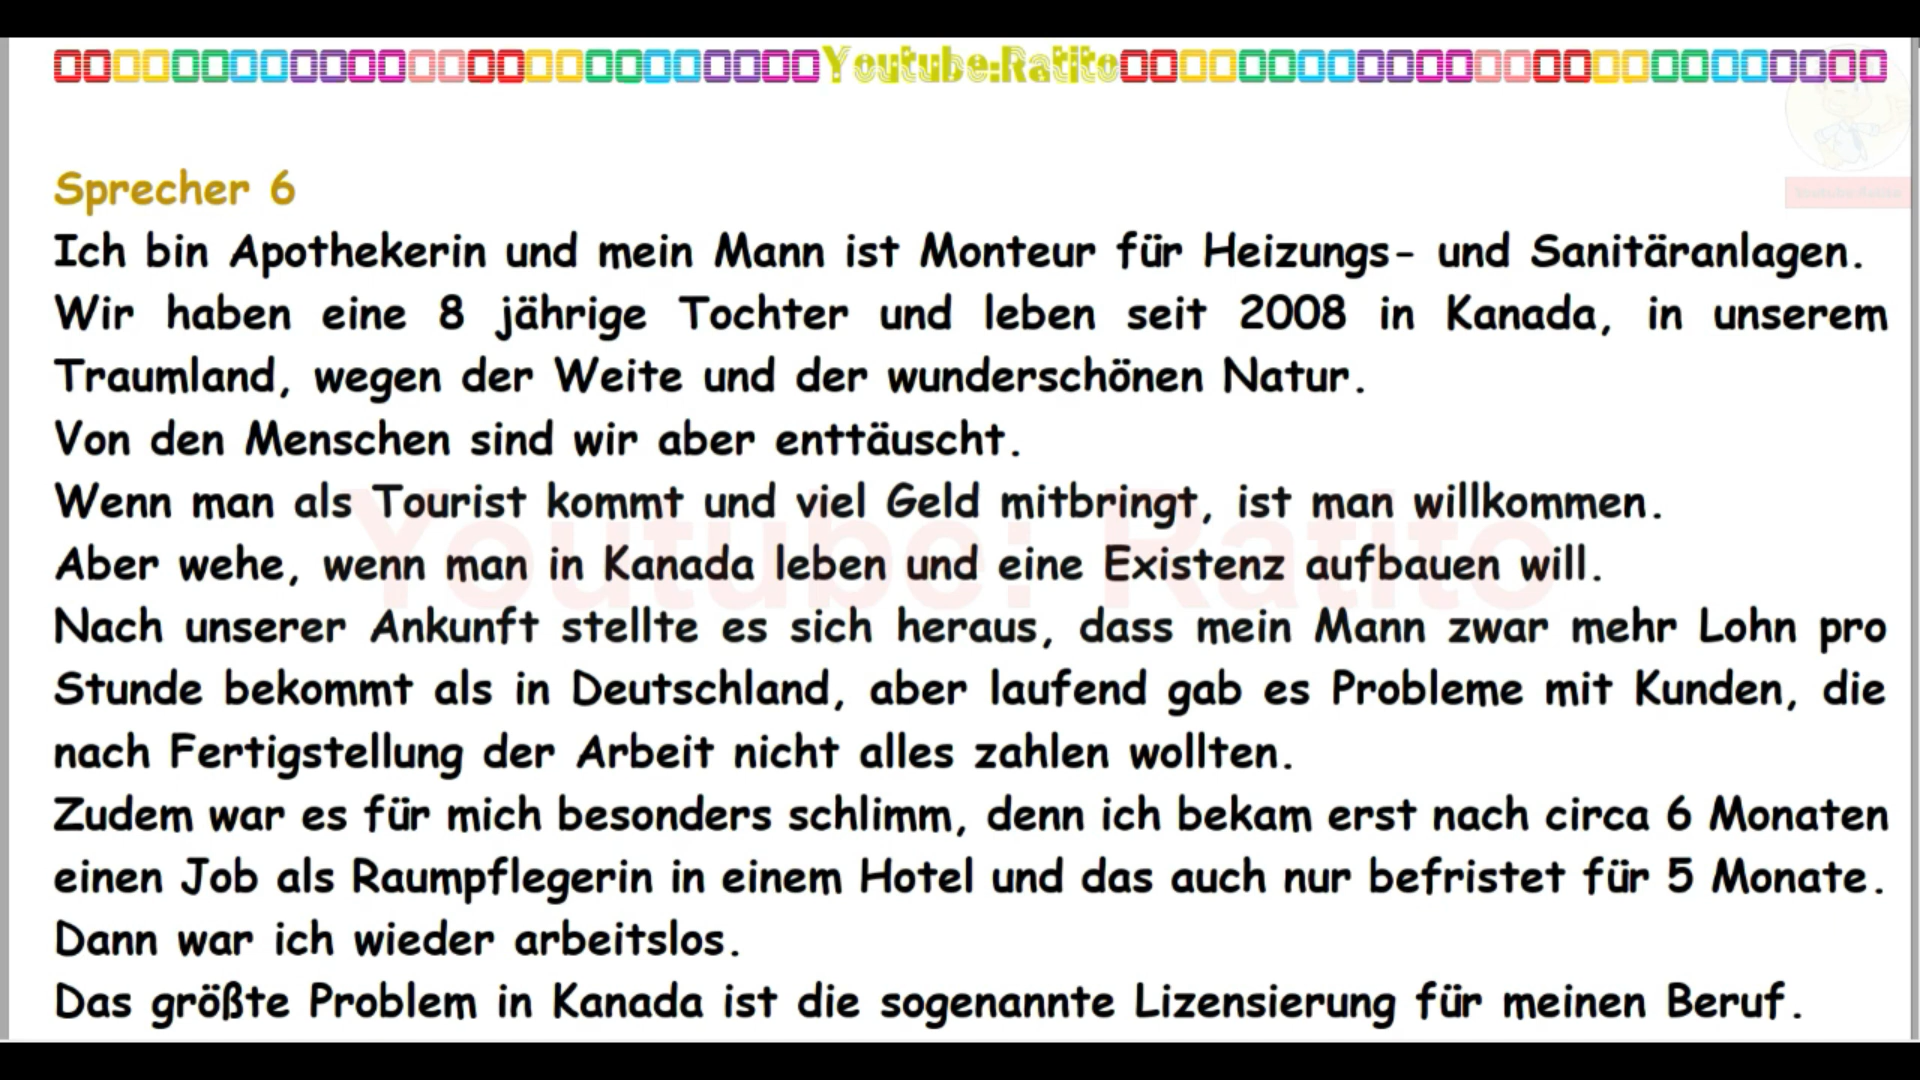 Youtube:Ratito
Sprecher 6
Ich bin Apothekerin und mein Mann ist Monteur für Heizungs- und Sanitäranlagen.
Wir haben eine 8 jährige Tochter und leben seit 2008 in Kanada, in unserem
Traumland, wegen der Weite und der wunderschönen Natur.
Von den Menschen sind wir aber enttäuscht.
Wenn man als Tourist kommt und viel Geld mitbringt, ist man willkommen.
Youtube: Ratito
Aber wehe, wenn man in Kanada leben und eine Existenz aufbauen will.
Nach unserer Ankunft stellte es sich heraus, dass mein Mann zwar mehr Lohn pro
Stunde bekommt als in Deutschland, aber laufend gab es Probleme mit Kunden, die
nach Fertigstellung der Arbeit nicht alles zahlen wollten.
Zudem war es für mich besonders schlimm, denn ich bekam erst nach circa 6 Monaten
einen Job als Raumpflegerin in einem Hotel und das auch nur befristet für 5 Monate.
Dann war ich wieder arbeitslos.
Das größte Problem in Kanada ist die sogenannte Lizensierung für meinen Beruf.